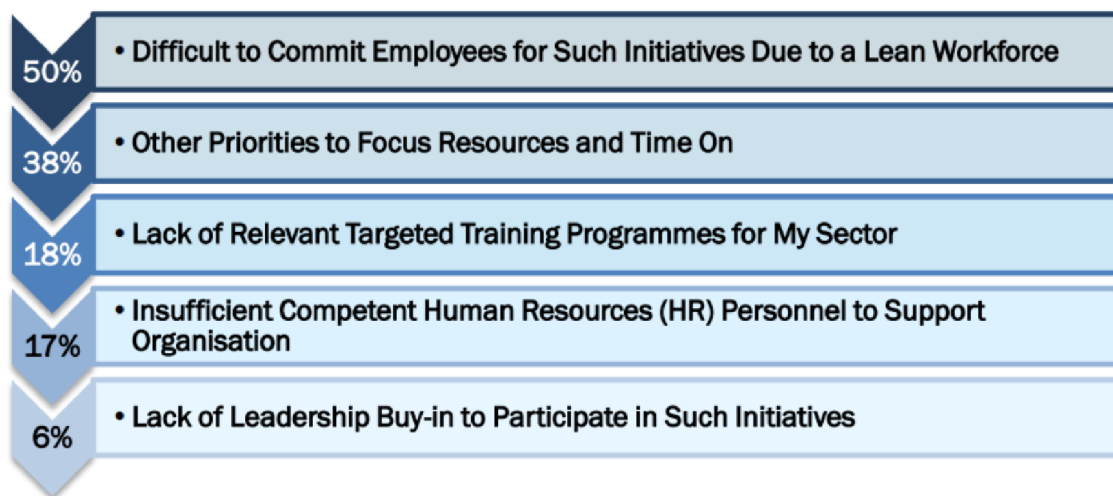 50%
• Difficult to Commit Employees for Such Initiatives Due to a Lean Workforce
38%
• Other Priorities to Focus Resources and Time On
18%
• Lack of Relevant Targeted Training Programmes for My Sector
17%
• Insufficient Competent Human Resources (HR) Personnel to Support
Organisation
6%
• Lack of Leadership Buy-in to Participate in Such Initiatives